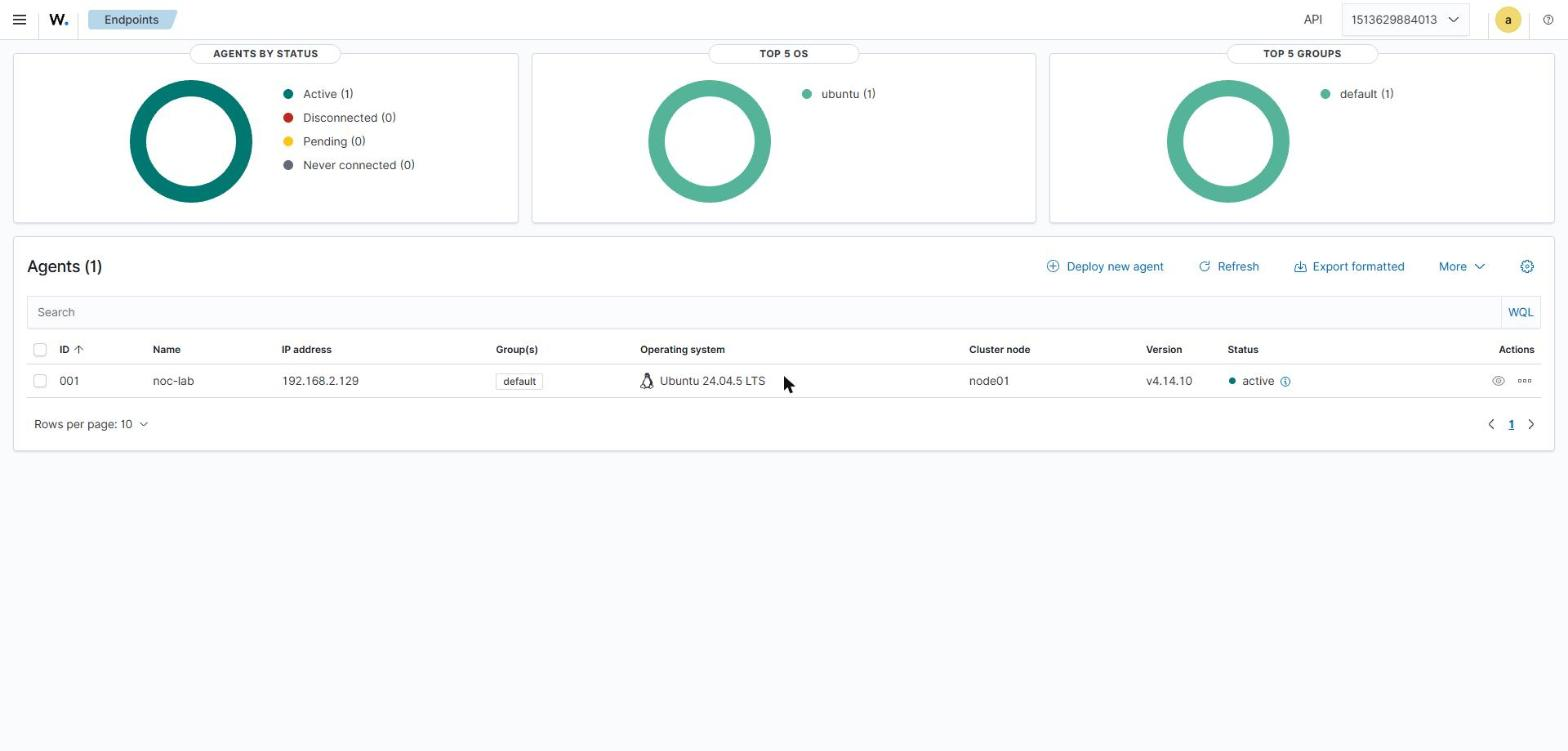 W. Endpoints API 1513629884013 a
AGENTS BY STATUS
Active (1)
Disconnected (0)
Pending (0)
Never connected (0)
TOP 5 OS
ubuntu (1)
TOP 5 GROUPS
default (1)
Agents (1) Deploy new agent Refresh Export formatted More
Search WQL
ID Name IP address Group(s) Operating system Cluster node Version Status Actions
001 noc-lab 192.168.2.129 default Ubuntu 24.04.5 LTS node01 v4.14.10 active
Rows per page: 10 1